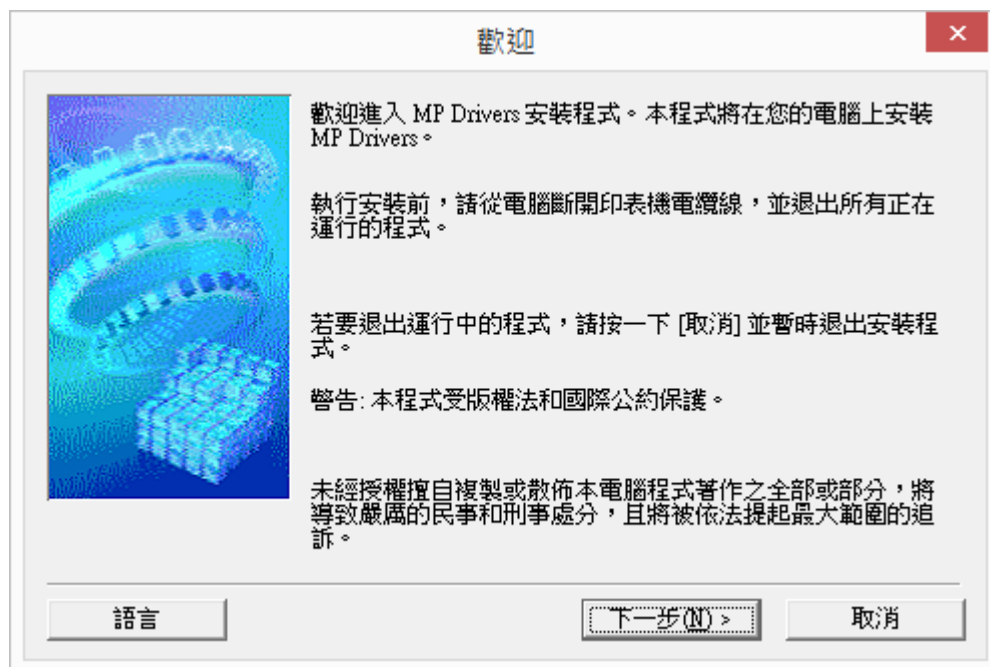 歡迎
歡迎進入 MP Drivers 安裝程式。本程式將在您的電腦上安裝
MP Drivers。
執行安裝前，請從電腦斷開印表機電纜線，並退出所有正在
運行的程式。
若要退出運行中的程式，請按一下 [取消] 並暫時退出安裝程
式。
警告: 本程式受版權法和國際公約保護。
未經授權擅自複製或散佈本電腦程式著作之全部或部分，將
導致嚴厲的民事和刑事處分，且將被依法提起最大範圍的追
訴。
語言
下一步(N) >
取消